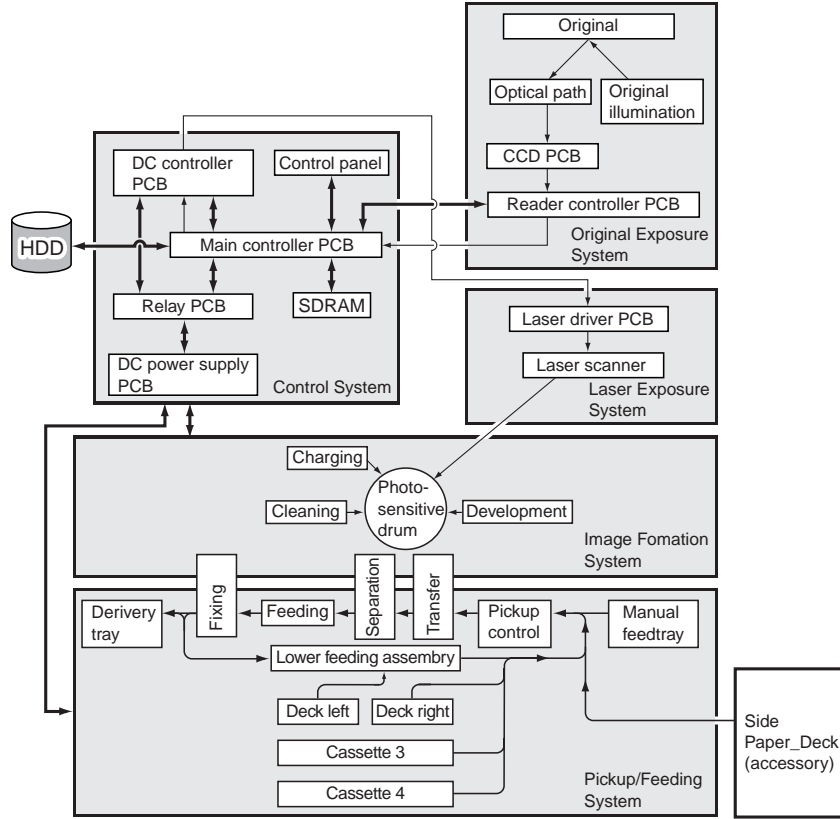 Original
Optical path
Original
illumination
CCD PCB
Reader controller PCB
Original Exposure
System
DC controller
PCB
Control panel
HDD
Main controller PCB
Relay PCB
SDRAM
DC power supply
PCB
Control System
Laser driver PCB
Laser scanner
Laser Exposure
System
Charging
Cleaning
Photo-
sensitive
drum
Development
Image Fomation
System
Derivery
tray
Fixing
Feeding
Separation
Transfer
Pickup
control
Manual
feedtray
Lower feeding assembry
Deck left
Deck right
Cassette 3
Cassette 4
Pickup/Feeding
System
Side
Paper_Deck
(accessory)